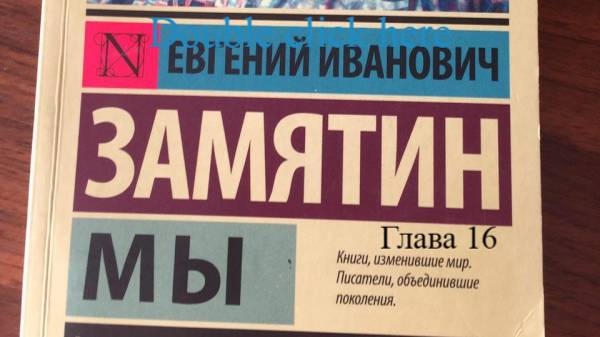 Double-click here
N ЕВГЕНИЙ ИВАНОВИЧ
ЗАМЯТИН
Глава 16
МЫ
Книги, изменившие мир.
Писатели, объединившие
поколения.